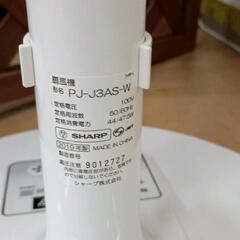 扇風機
形名 PJ-J3AS-W
定格電圧 100V
定格周波数 50/60Hz
定格消費電力 44/47.5W
SHARP
2019年製 MADE IN CHINA
製造番号 9012727
シャープ株式会社